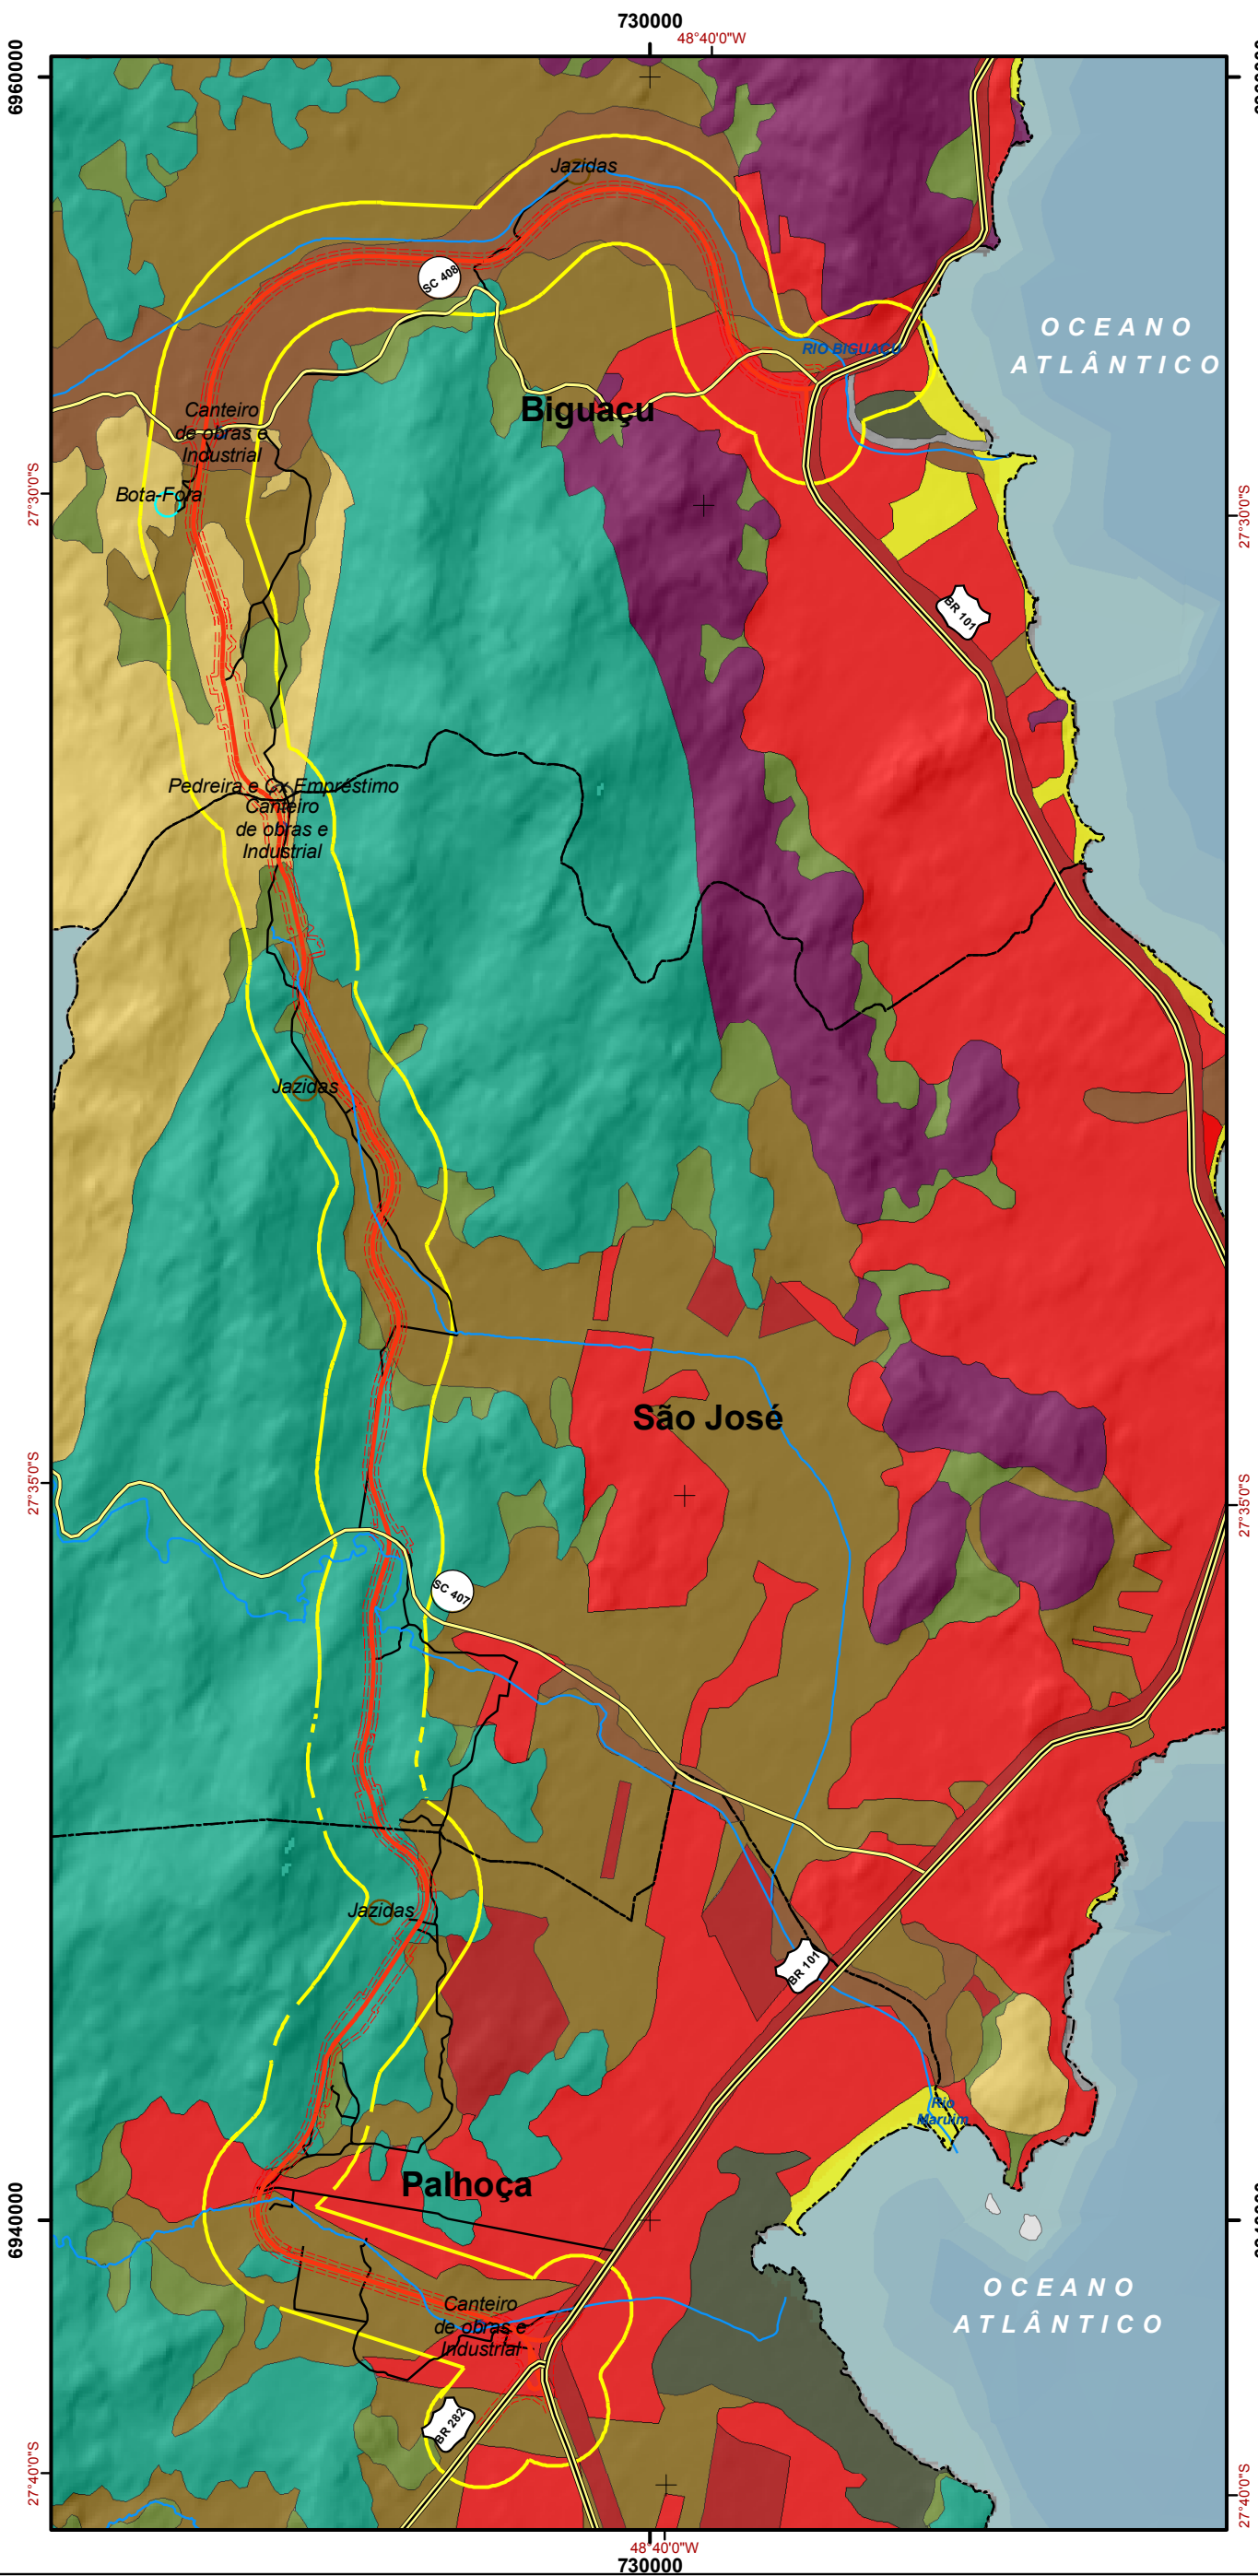 730000
48°40'0"W
6960000
Jazidas
SC 408
OCEANO
ATLÂNTICO
RIO BIGUAÇU
Biguaçu
Canteiro
de obras e
Industrial
Bota-Fora
27°30'0"S
27°30'0"S
BR 101
Pedreira e Cx Empréstimo
Canteiro
de obras e
Industrial
Jazidas
São José
27°35'0"S
27°35'0"S
SC 407
Jazidas
BR 101
Rio
Maruim
Palhoça
6940000
OCEANO
ATLÂNTICO
Canteiro
de obras e
Industrial
BR 282
27°40'0"S
27°40'0"S
48°40'0"W
730000